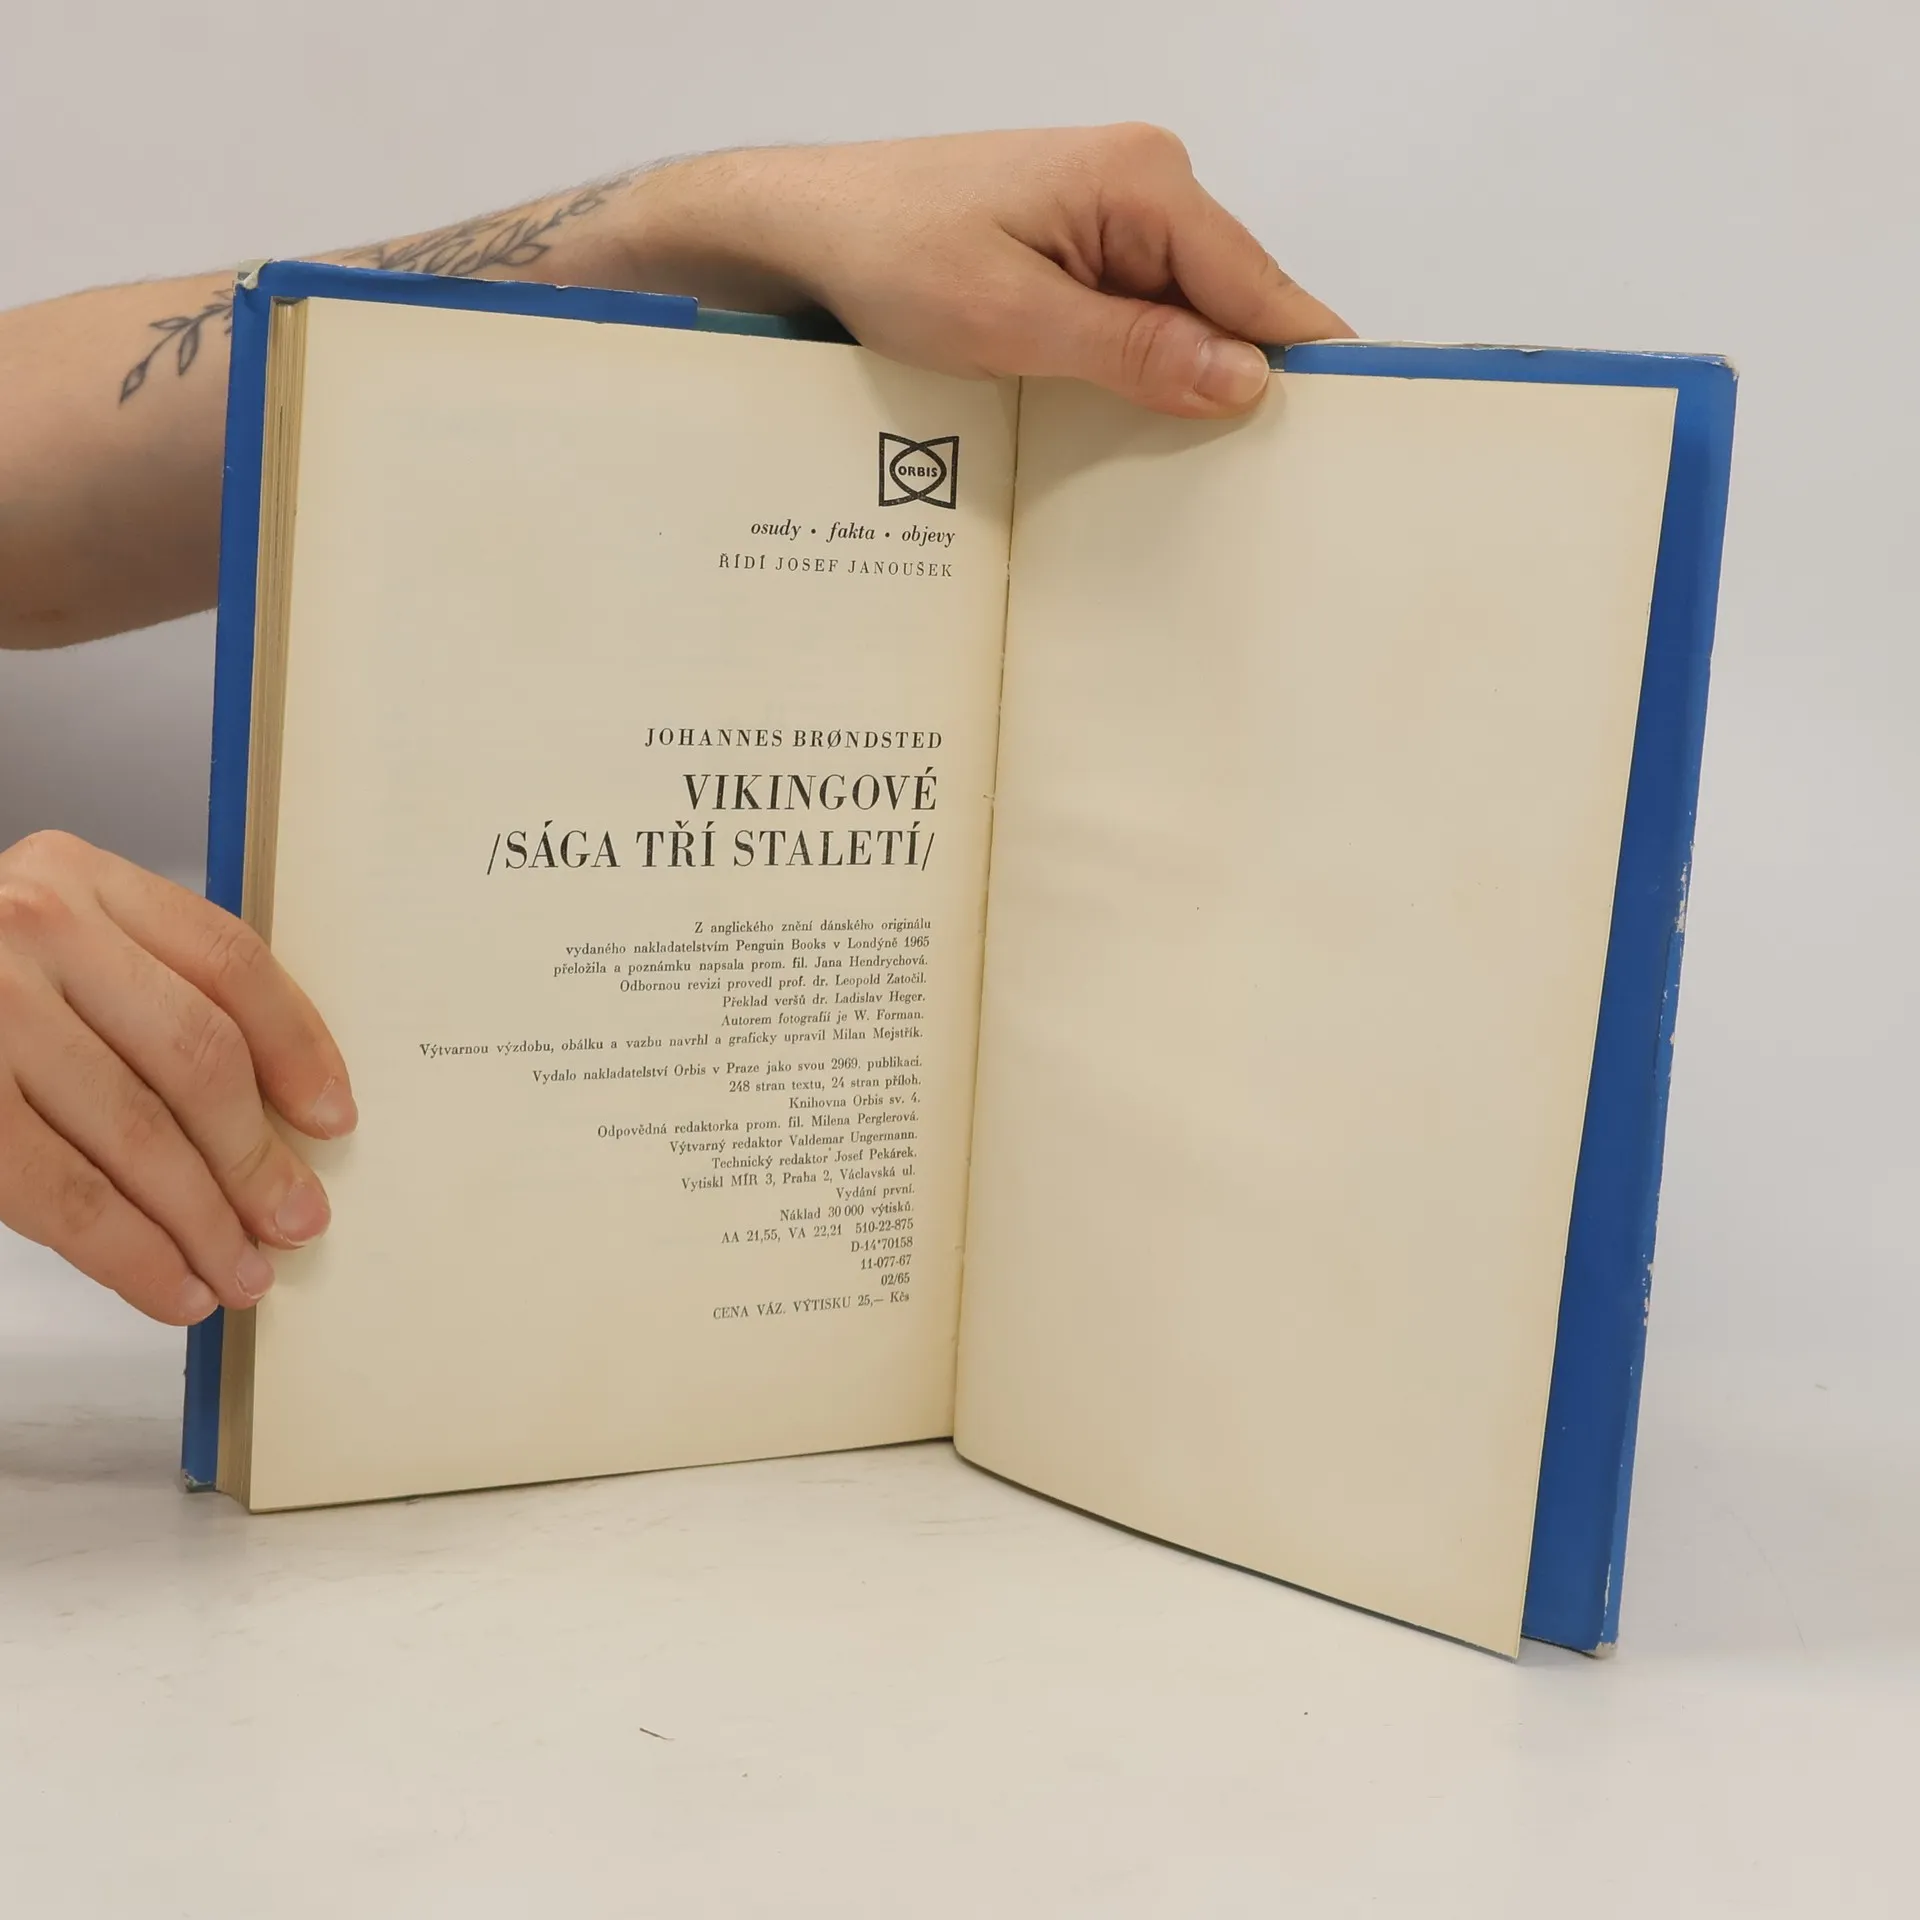 ORBIS
osudy • fakta • objevy
ŘÍDÍ JOSEF JANOUŠEK
JOHANNES BRØNDSTED
VIKINGOVÉ
/SÁGA TŘÍ STALETÍ/
Z anglického znění dánského originálu
vydaného nakladatelstvím Penguin Books v Londýně 1965
přeložila a poznámku napsala prom. fil. Jana Hendrychová.
Odbornou revizi provedl prof. dr. Leopold Zatočil.
Překlad veršů dr. Ladislav Heger.
Autorem fotografií je W. Forman.
Výtvarnou výzdobu, obálku a vazbu navrhl a graficky upravil Milan Mejstřík.
Vydalo nakladatelství Orbis v Praze jako svou 2969. publikaci.
248 stran textu, 24 stran příloh.
Knihovna Orbis sv. 4.
Odpovědná redaktorka prom. fil. Milena Perglerová.
Výtvarný redaktor Valdemar Ungermann.
Technický redaktor Josef Pekárek.
Vytiskl MÍR 3, Praha 2, Václavská ul.
Vydání první.
Náklad 30 000 výtisků.
AA 21,55, VA 22,21 510-22-875
D-14*70158
11-077-67
02/65
CENA VÁZ. VÝTISKU 25,— Kčs